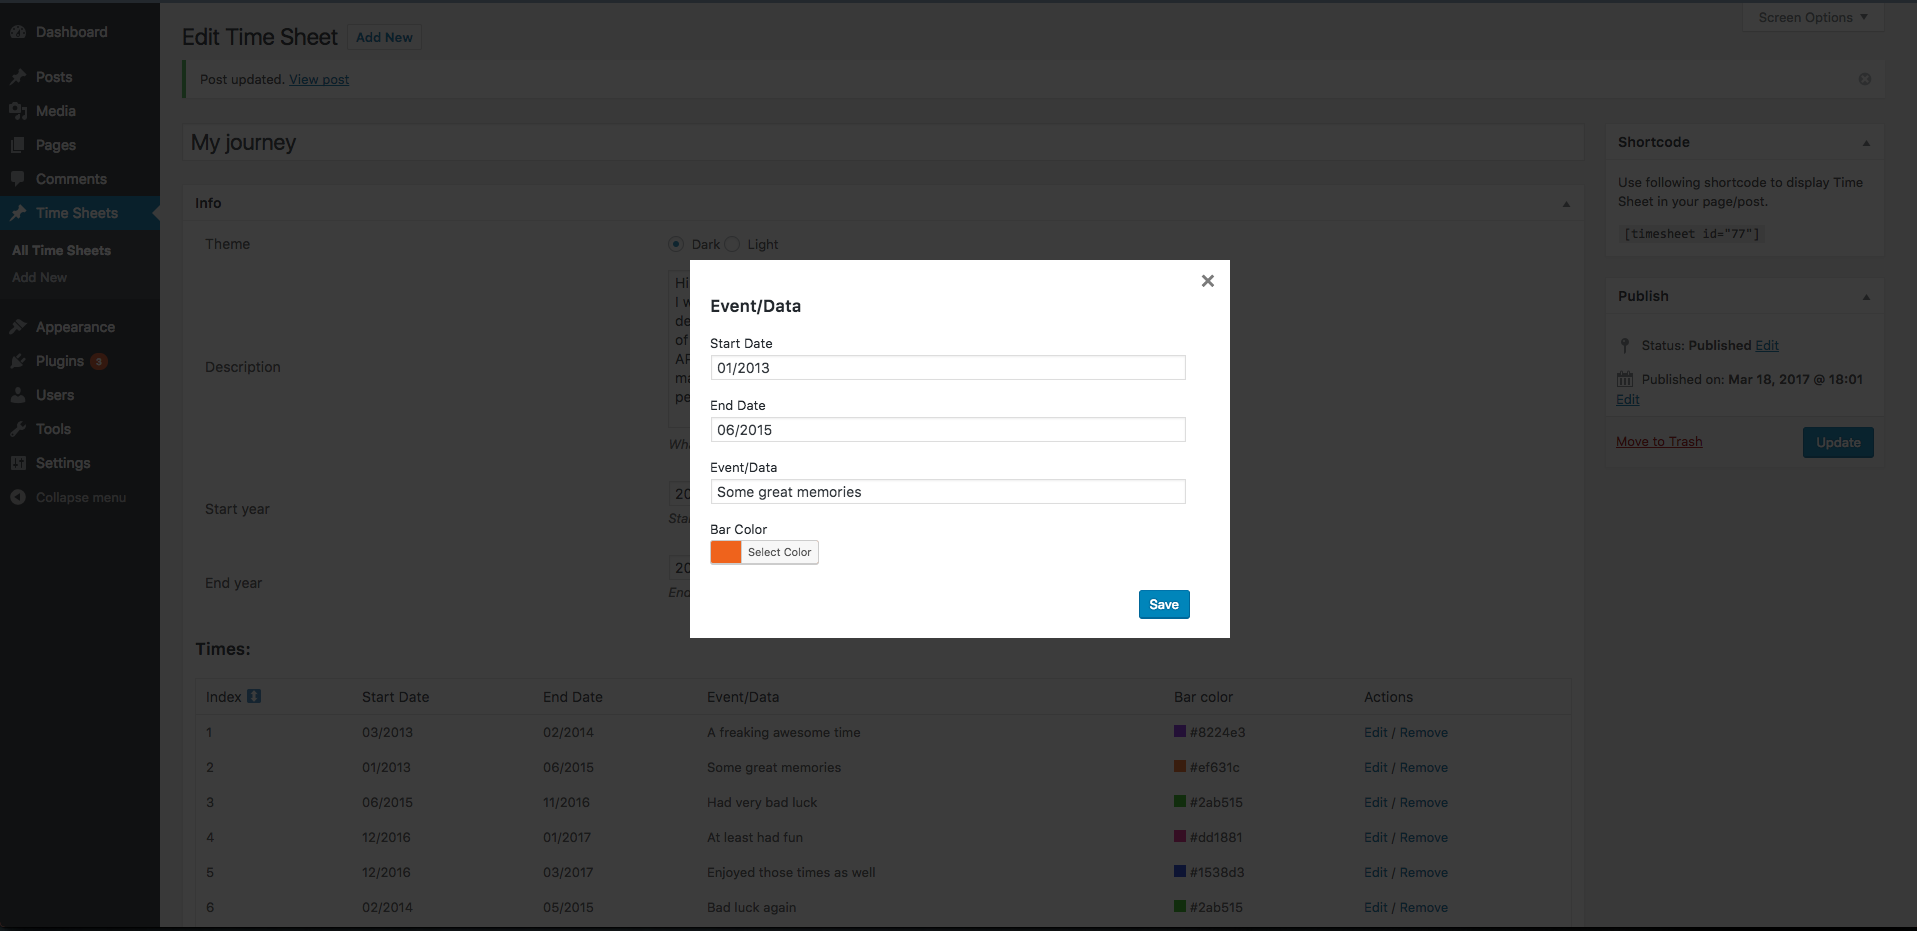 Dashboard
Posts
Media
Pages
Comments
Time Sheets
All Time Sheets
Add New
Appearance
Plugins 3
Users
Tools
Settings
Collapse menu
Screen Options
Edit Time Sheet Add New
Post updated. View post
My journey
Info
Theme
Dark Light
Description
Hi
I w
de
of
AP
ma
pe
Wh
Start year
20
Sta
End year
20
End
Event/Data
Start Date
01/2013
End Date
06/2015
Event/Data
Some great memories
Bar Color
Select Color
Save
Times:
Index Start Date End Date Event/Data Bar color Actions
1 03/2013 02/2014 A freaking awesome time #8224e3 Edit / Remove
2 01/2013 06/2015 Some great memories #ef631c Edit / Remove
3 06/2015 11/2016 Had very bad luck #2ab515 Edit / Remove
4 12/2016 01/2017 At least had fun #dd1881 Edit / Remove
5 12/2016 03/2017 Enjoyed those times as well #1538d3 Edit / Remove
6 02/2014 05/2015 Bad luck again #2ab515 Edit / Remove
Shortcode
Use following shortcode to display Time
Sheet in your page/post.
[timesheet id="77"]
Publish
Status: Published Edit
Published on: Mar 18, 2017 @ 18:01
Edit
Move to Trash
Update